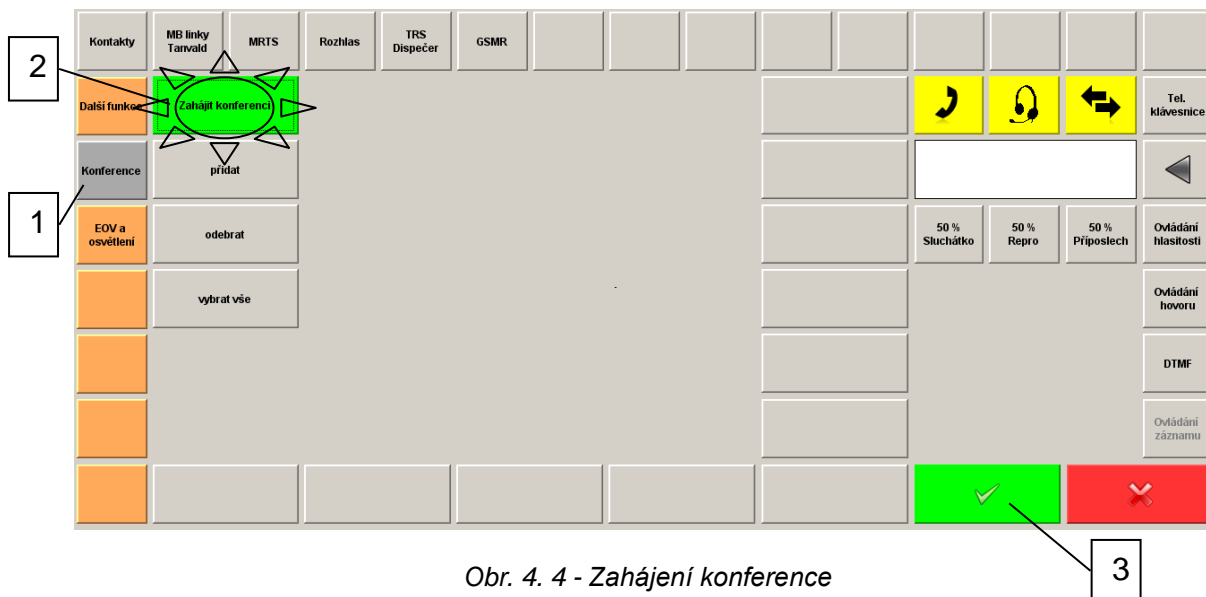 Kontakty
MB linky
Tanvald
MRTS
Rozhlas
TRS
Dispečer
GSMR
2
Další funkce
Zahájit konferenci
Tel.
klávesnice
1
Konference
přidat
EOV a
osvětlení
odebrat
50 %
Sluchátko
50 %
Repro
50 %
Příposlech
Ovládání
hlasitosti
vybrat vše
Ovládání
hovoru
DTMF
Ovládání
záznamu
3
Obr. 4. 4 - Zahájení konference